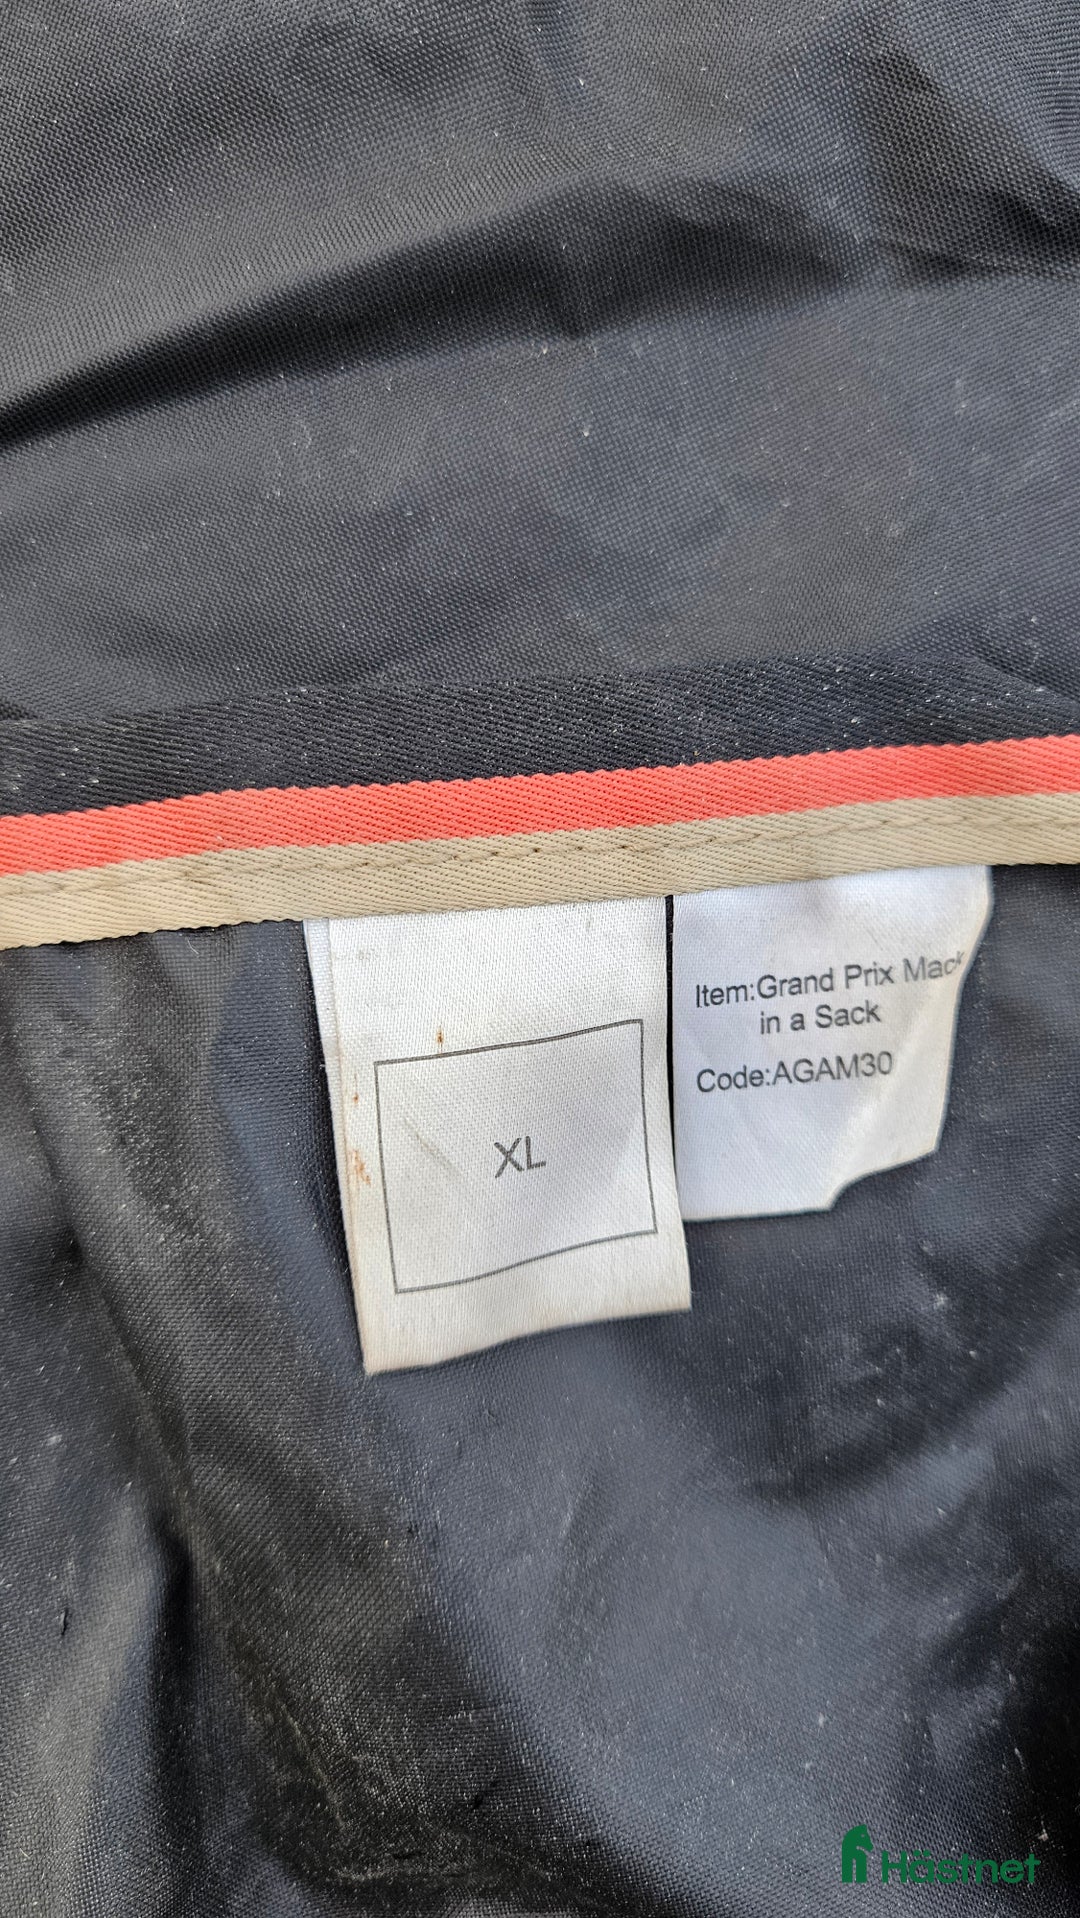 Item:Grand Prix Mack
in a Sack
Code:AGAM30
XL
Hästnet